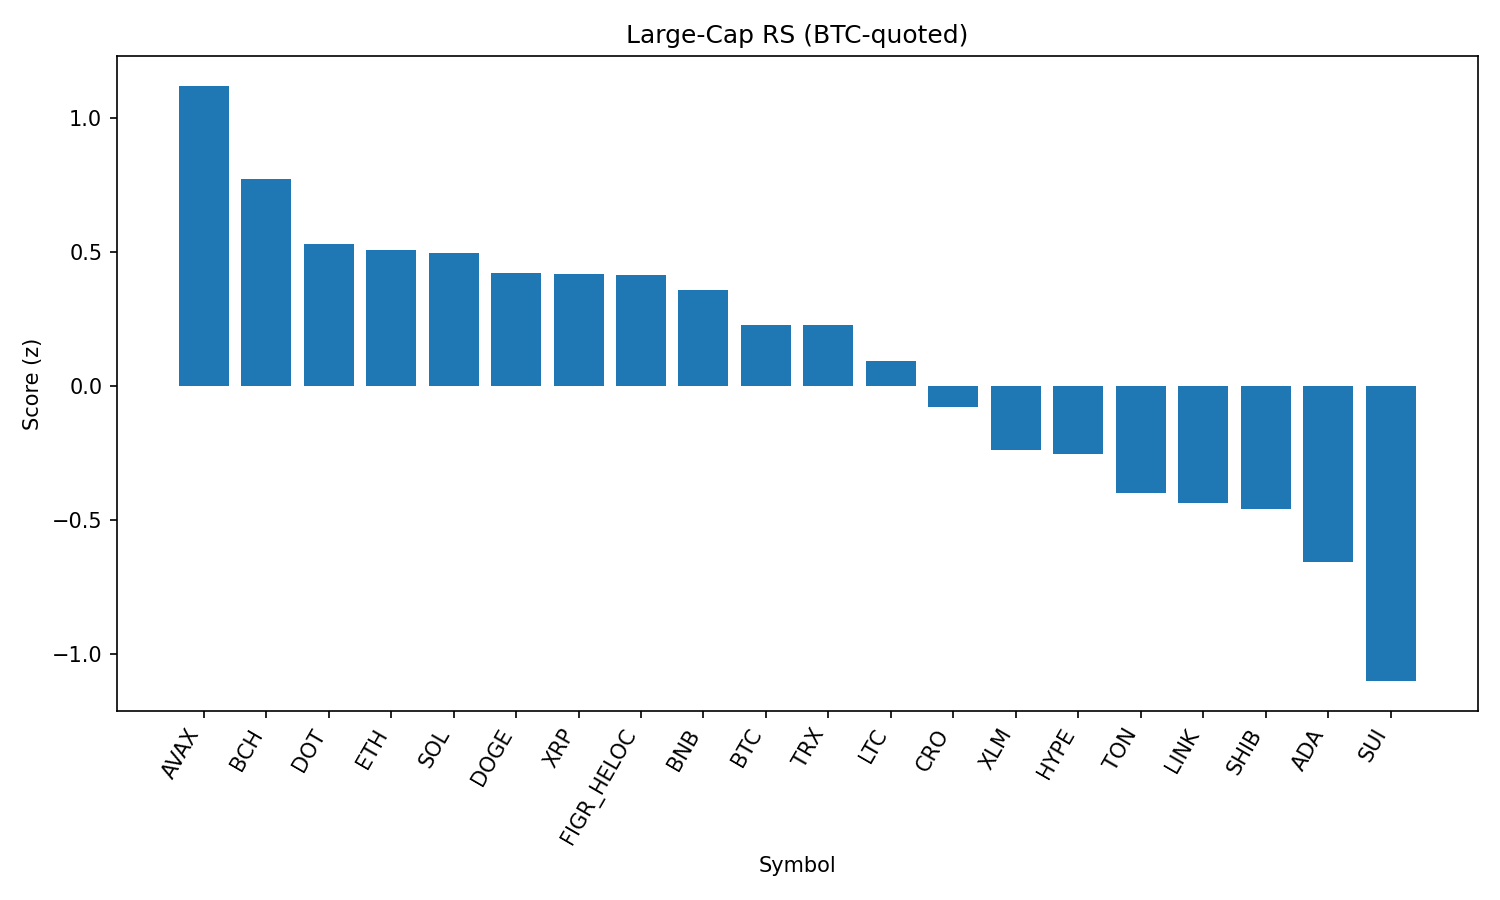 Large-Cap RS (BTC-quoted)
Score (z)
1.0
0.5
0.0
−0.5
−1.0
AVAX
BCH
DOT
ETH
SOL
DOGE
XRP
FIGR_HELOC
BNB
BTC
TRX
LTC
CRO
XLM
HYPE
TON
LINK
SHIB
ADA
SUI
Symbol